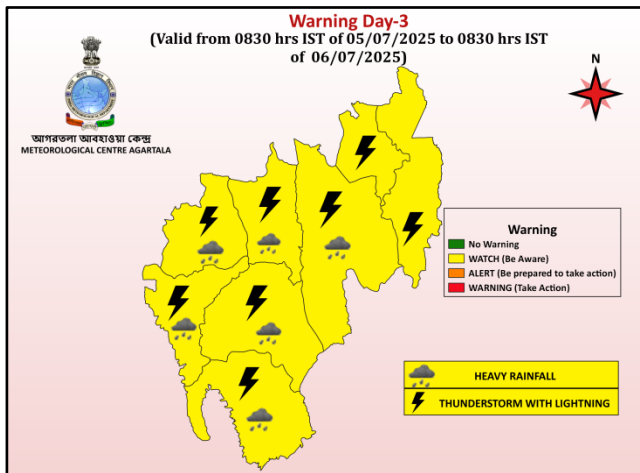 Warning Day-3
(Valid from 0830 hrs IST of 05/07/2025 to 0830 hrs IST
of 06/07/2025)
N
আগরতলা আবহাওয়া কেন্দ্র
METEOROLOGICAL CENTRE AGARTALA
Warning
No Warning
WATCH (Be Aware)
ALERT (Be prepared to take action)
WARNING (Take Action)
HEAVY RAINFALL
THUNDERSTORM WITH LIGHTNING